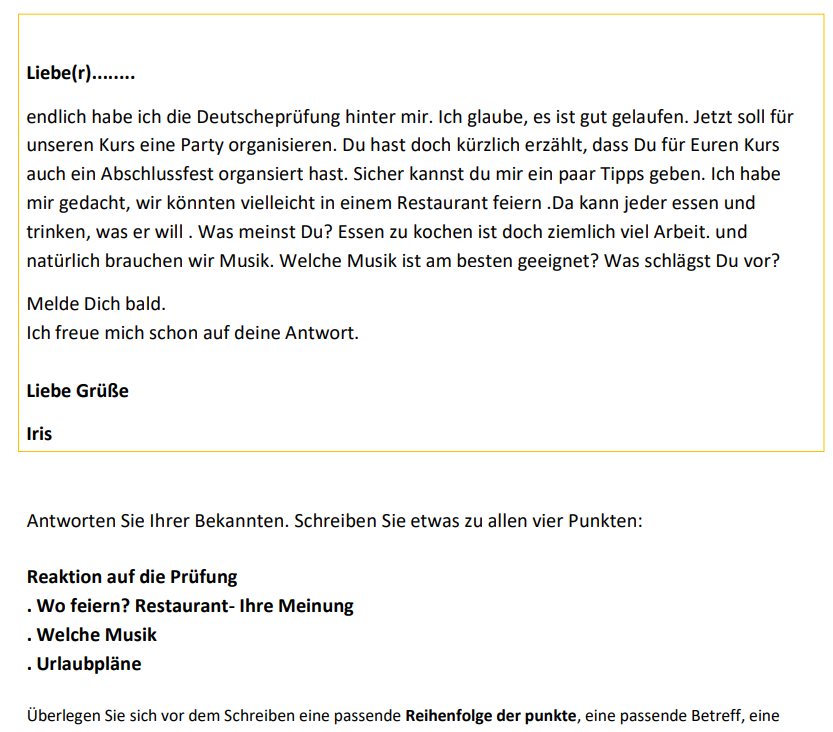 Liebe(r)........
endlich habe ich die Deutscheprüfung hinter mir. Ich glaube, es ist gut gelaufen. Jetzt soll für
unseren Kurs eine Party organisieren. Du hast doch kürzlich erzählt, dass Du für Euren Kurs
auch ein Abschlussfest organsiert hast. Sicher kannst du mir ein paar Tipps geben. Ich habe
mir gedacht, wir könnten vielleicht in einem Restaurant feiern .Da kann jeder essen und
trinken, was er will . Was meinst Du? Essen zu kochen ist doch ziemlich viel Arbeit. und
natürlich brauchen wir Musik. Welche Musik ist am besten geeignet? Was schlägst Du vor?
Melde Dich bald.
Ich freue mich schon auf deine Antwort.
Liebe Grüße
Iris
Antworten Sie Ihrer Bekannten. Schreiben Sie etwas zu allen vier Punkten:
Reaktion auf die Prüfung
. Wo feiern? Restaurant- Ihre Meinung
. Welche Musik
. Urlaubpläne
Überlegen Sie sich vor dem Schreiben eine passende Reihenfolge der punkte, eine passende Betreff, eine